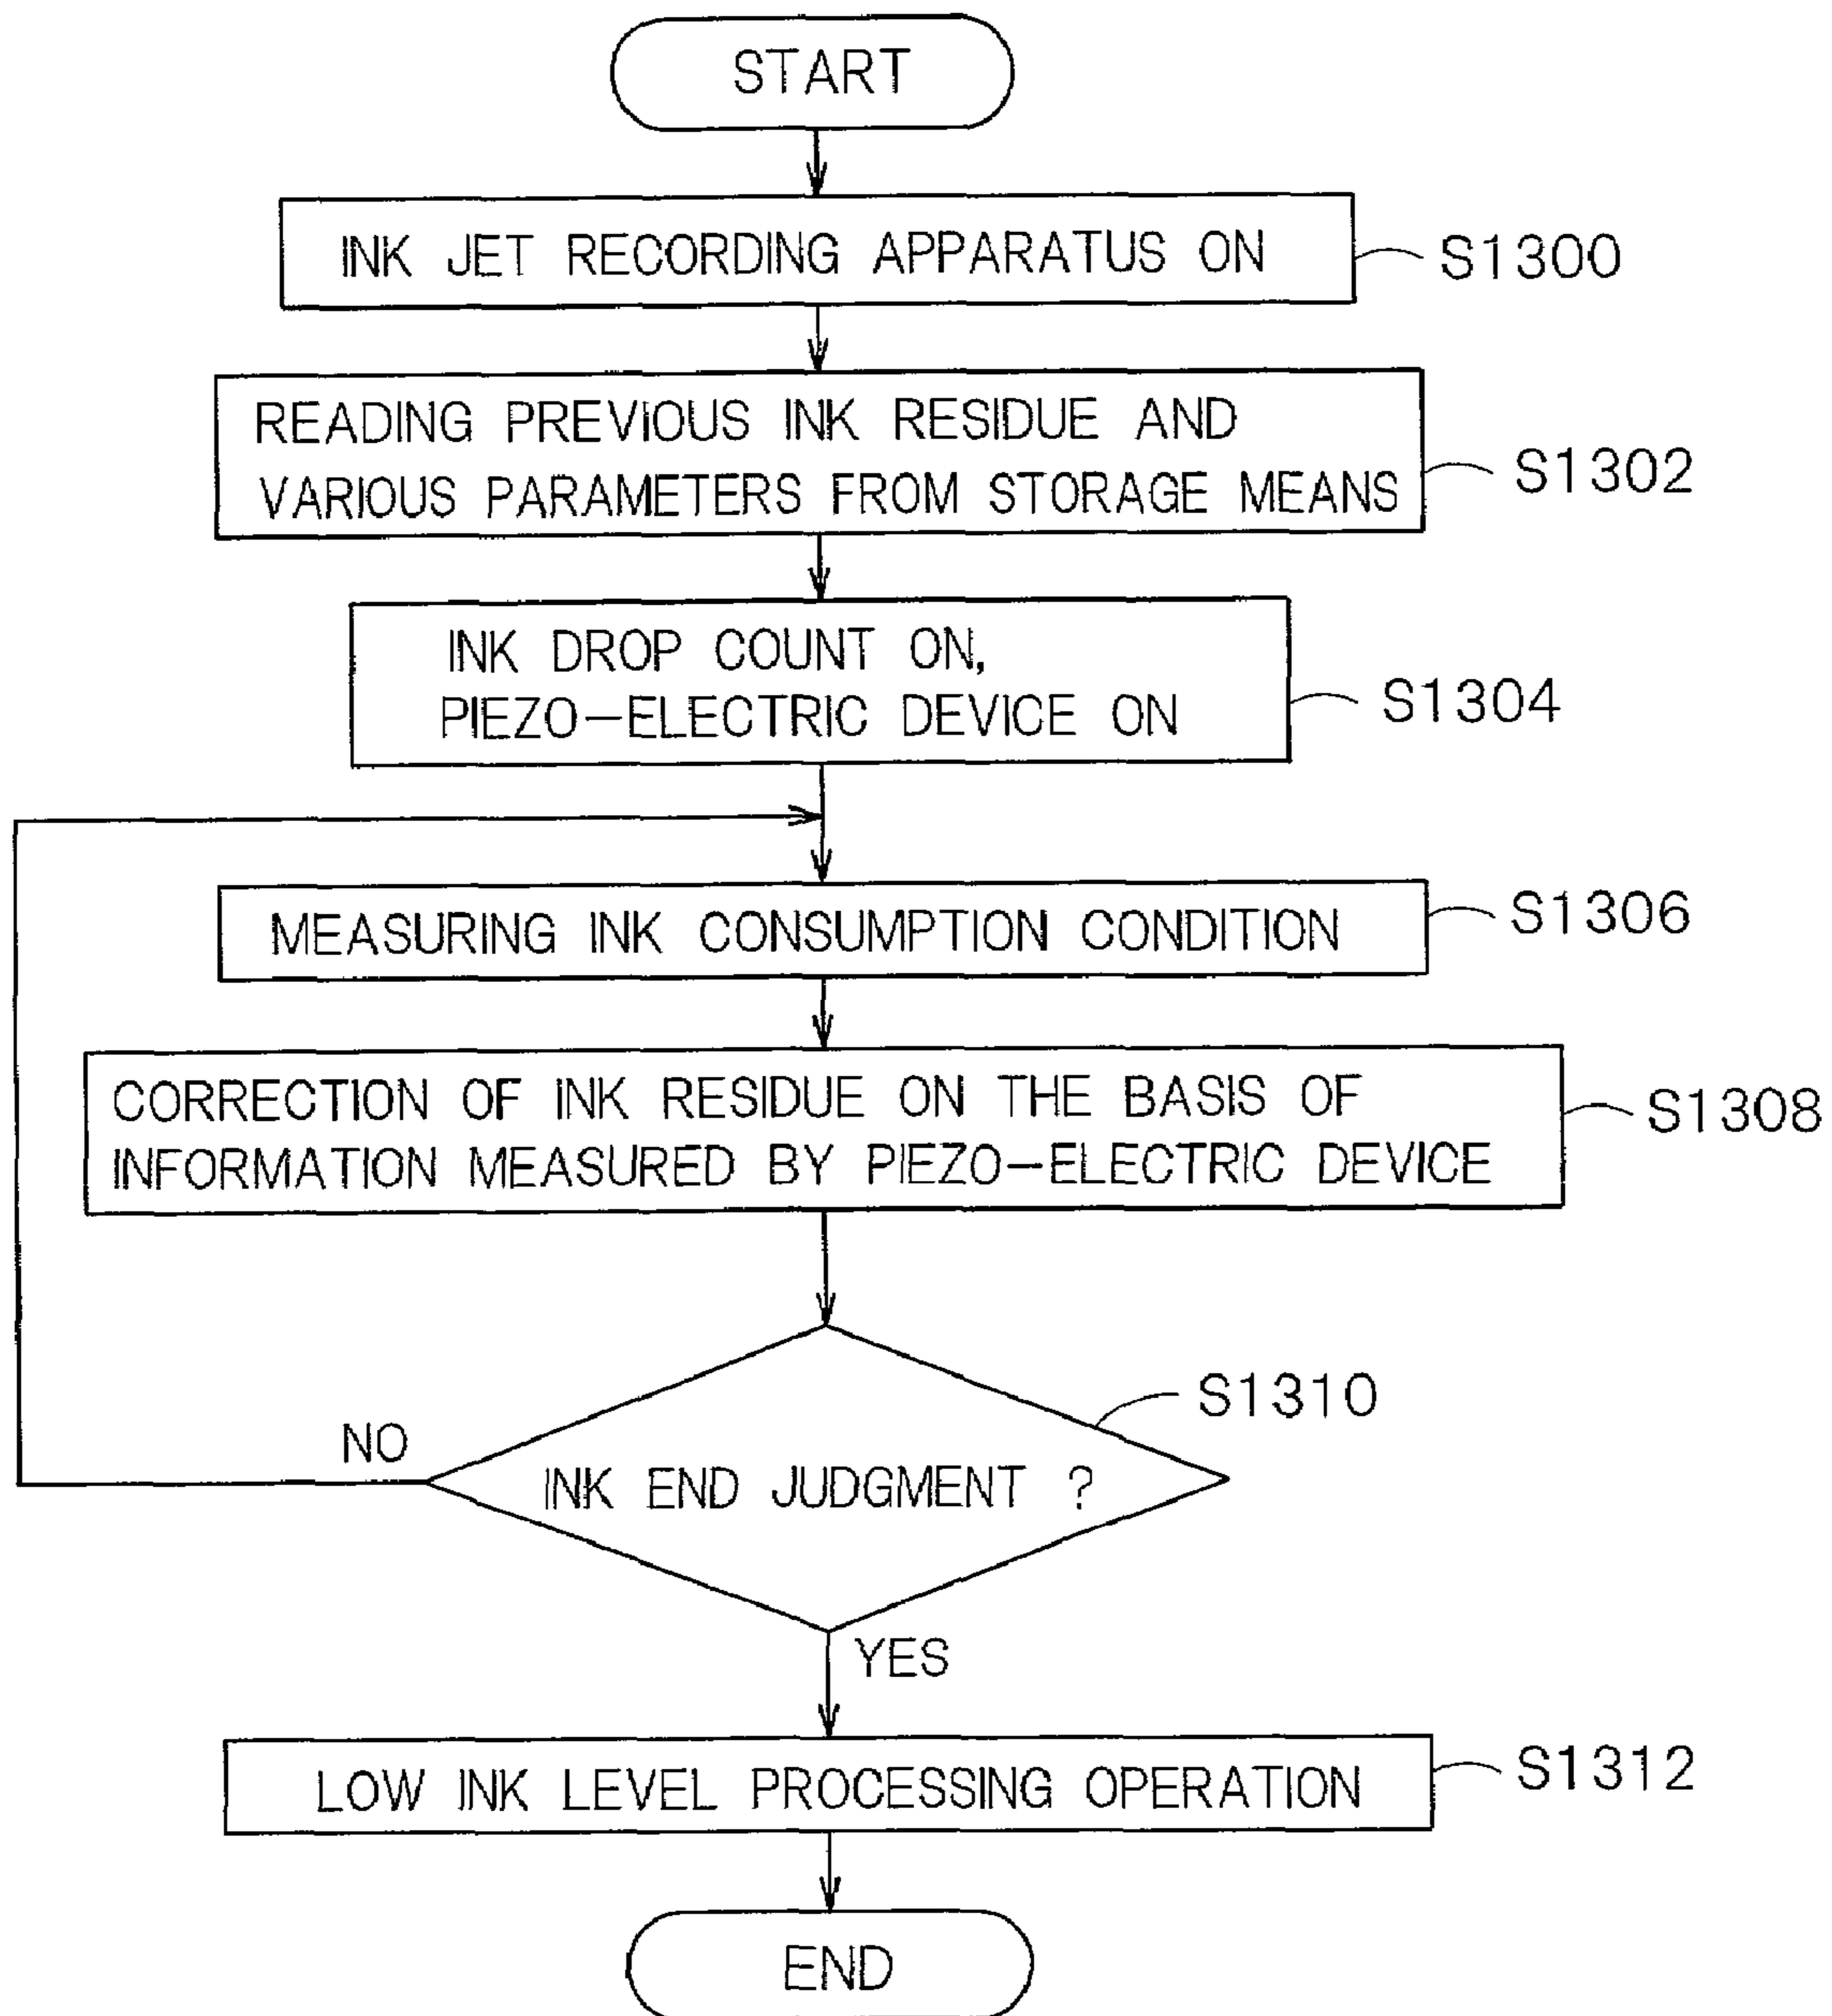 START
INK JET RECORDING APPARATUS ON
S1300
READING PREVIOUS INK RESIDUE AND
VARIOUS PARAMETERS FROM STORAGE MEANS
S1302
INK DROP COUNT ON,
PIEZO-ELECTRIC DEVICE ON
S1304
MEASURING INK CONSUMPTION CONDITION
S1306
CORRECTION OF INK RESIDUE ON THE BASIS OF
INFORMATION MEASURED BY PIEZO-ELECTRIC DEVICE
S1308
S1310
NO
INK END JUDGMENT ?
YES
LOW INK LEVEL PROCESSING OPERATION
S1312
END